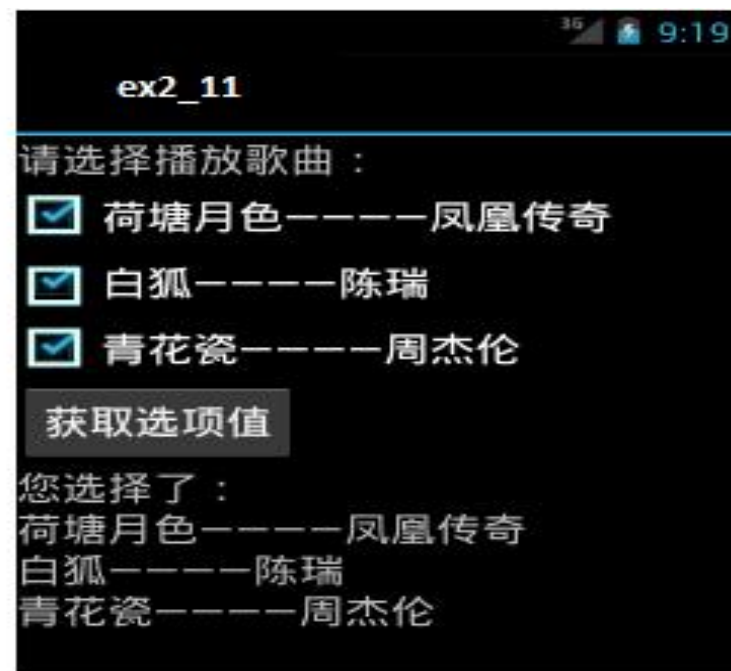 3G 9:19
ex2_11
请选择播放歌曲：
荷塘月色————凤凰传奇
白狐————陈瑞
青花瓷————周杰伦
获取选项值
您选择了：
荷塘月色————凤凰传奇
白狐————陈瑞
青花瓷————周杰伦